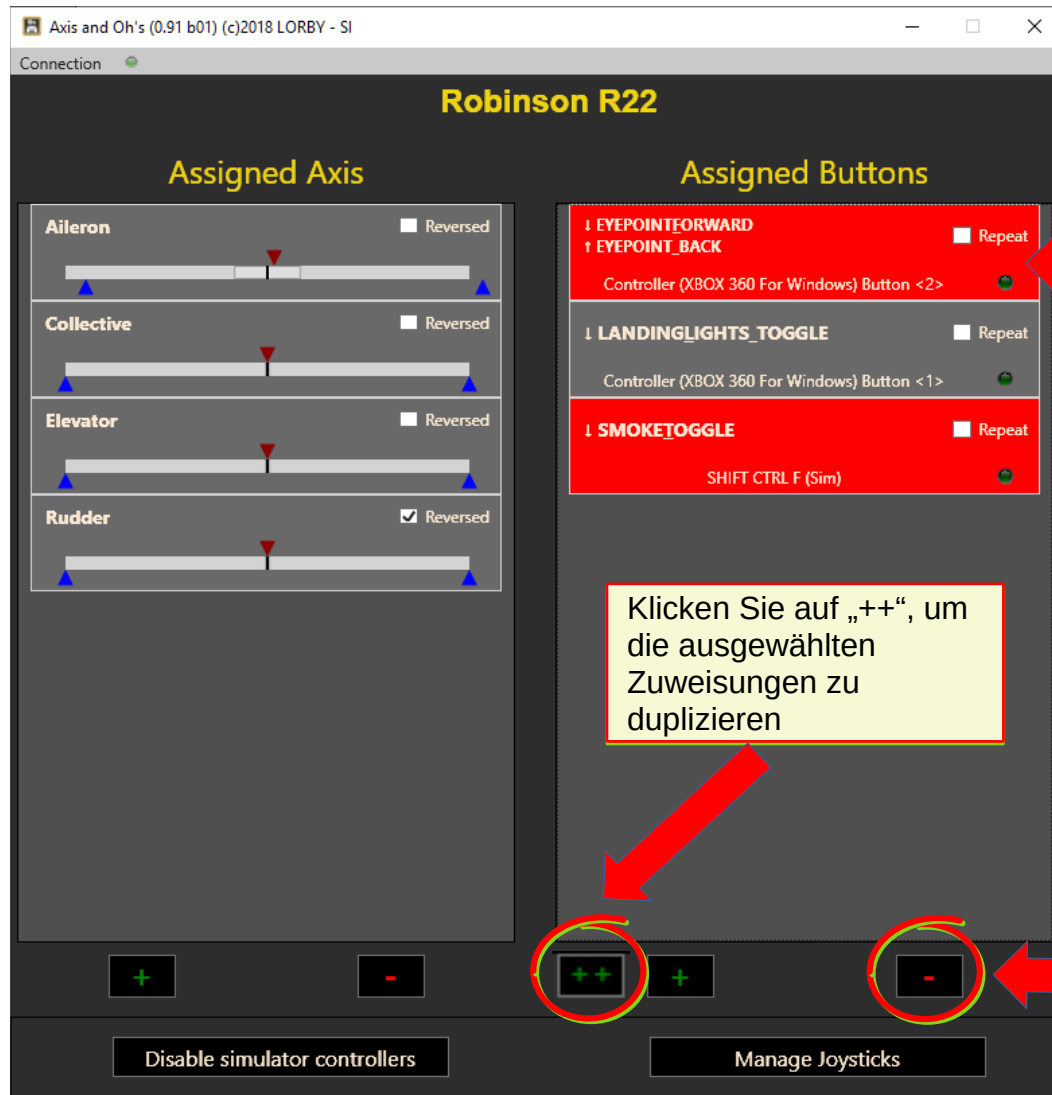 Axis and Oh's (0.91 b01) (c)2018 LORBY - SI
Connection
Robinson R22
Assigned Axis
Aileron
Reversed
Collective
Reversed
Elevator
Reversed
Rudder
Reversed
+
-
Assigned Buttons
↓ EYEPOINTFORWARD
↑ EYEPOINT_BACK
Repeat
Controller (XBOX 360 For Windows) Button <2>
↓ LANDINGLIGHTS_TOGGLE
Repeat
Controller (XBOX 360 For Windows) Button <1>
↓ SMOKETOGGLE
Repeat
SHIFT CTRL F (Sim)
Klicken Sie auf „++“, um
die ausgewählten
Zuweisungen zu
duplizieren
++
+
-
Disable simulator controllers
Manage Joysticks